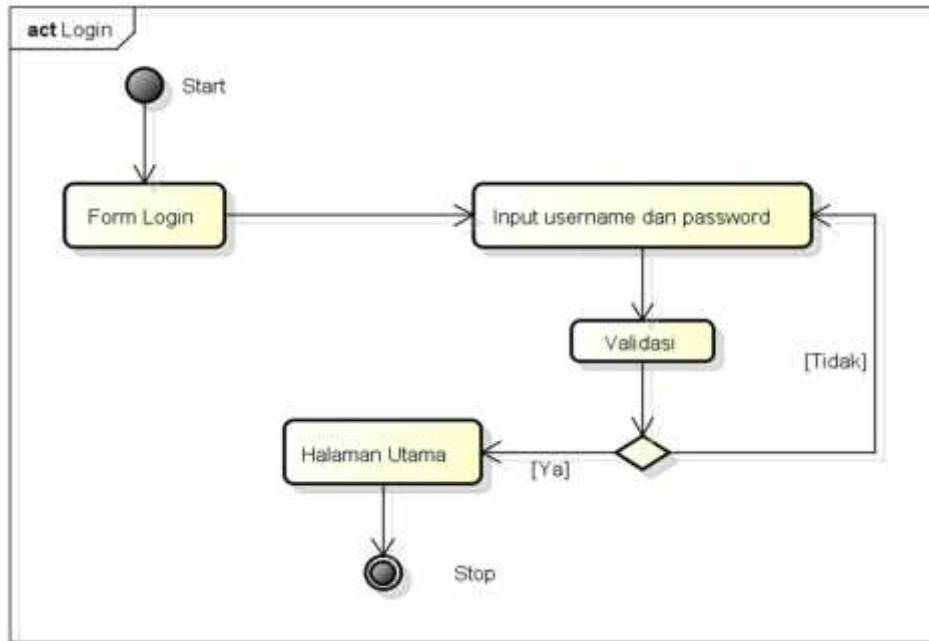 act Login
Start
Form Login
Input username dan password
Validasi
[Tidak]
Halaman Utama
[Ya]
Stop